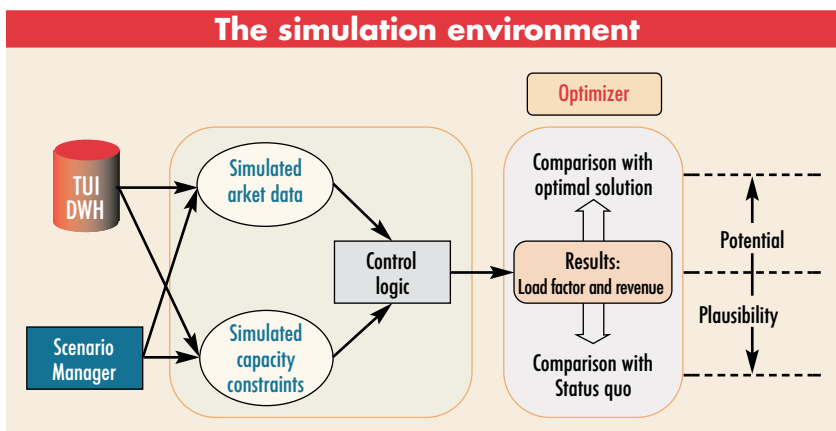 The simulation environment
Optimizer
TUI
DWH
Simulated
arket data
Comparison with
optimal solution
Control
logic
Results:
Load factor and revenue
Potential
Plausibility
Scenario
Manager
Simulated
capacity
constraints
Comparison with
Status quo